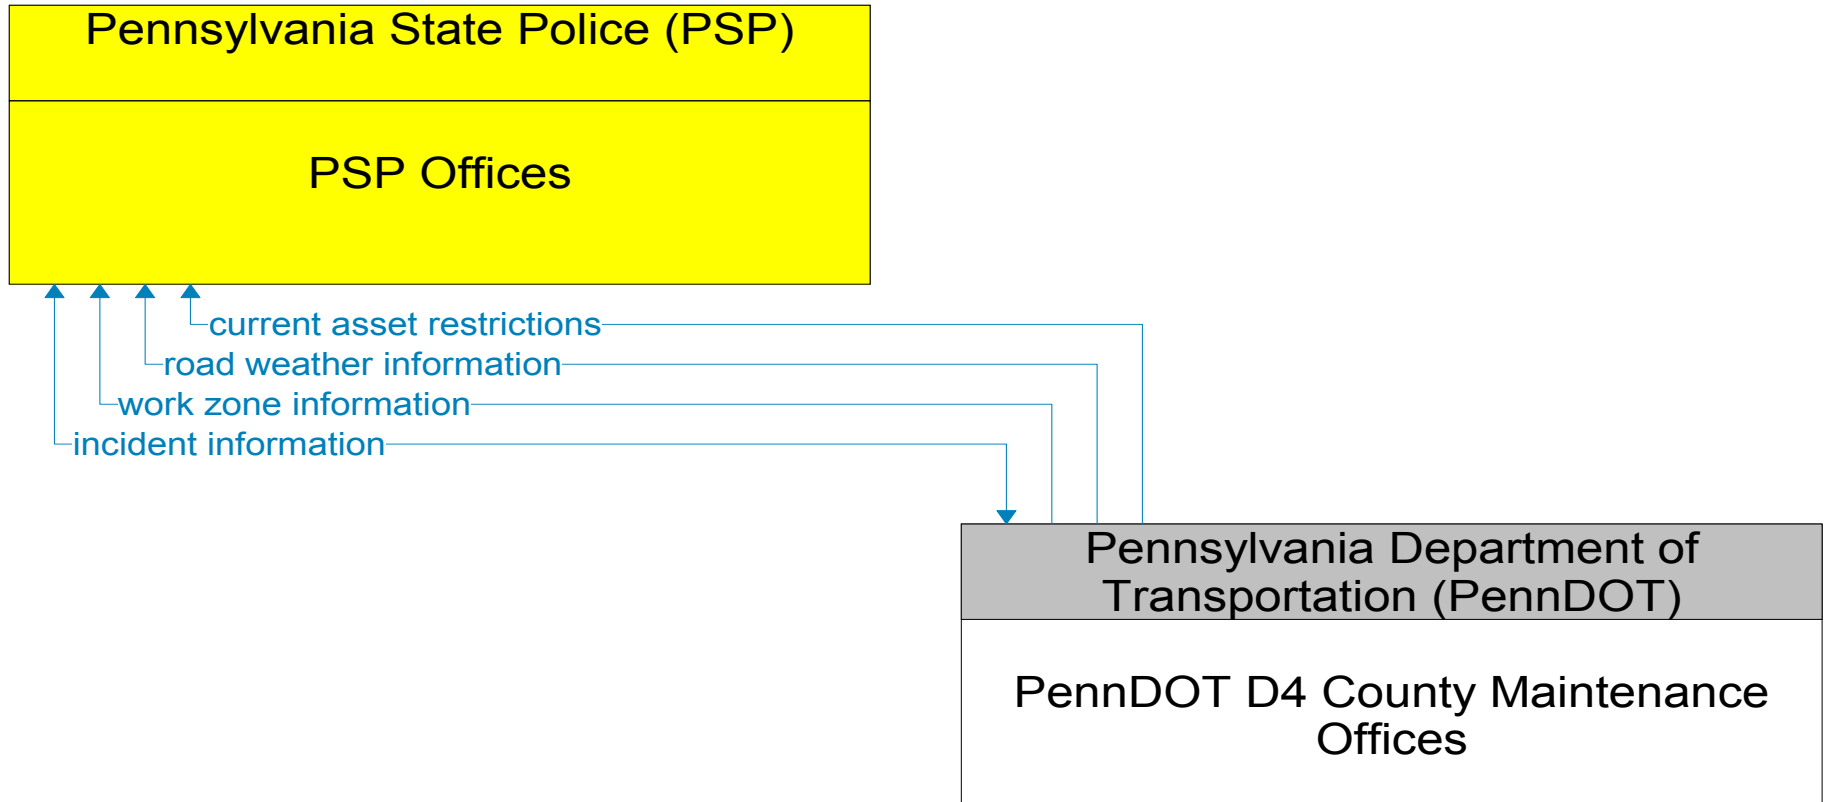 Pennsylvania State Police (PSP)
PSP Offices
current asset restrictions
road weather information
work zone information
incident information
Pennsylvania Department of
Transportation (PennDOT)
PennDOT D4 County Maintenance
Offices